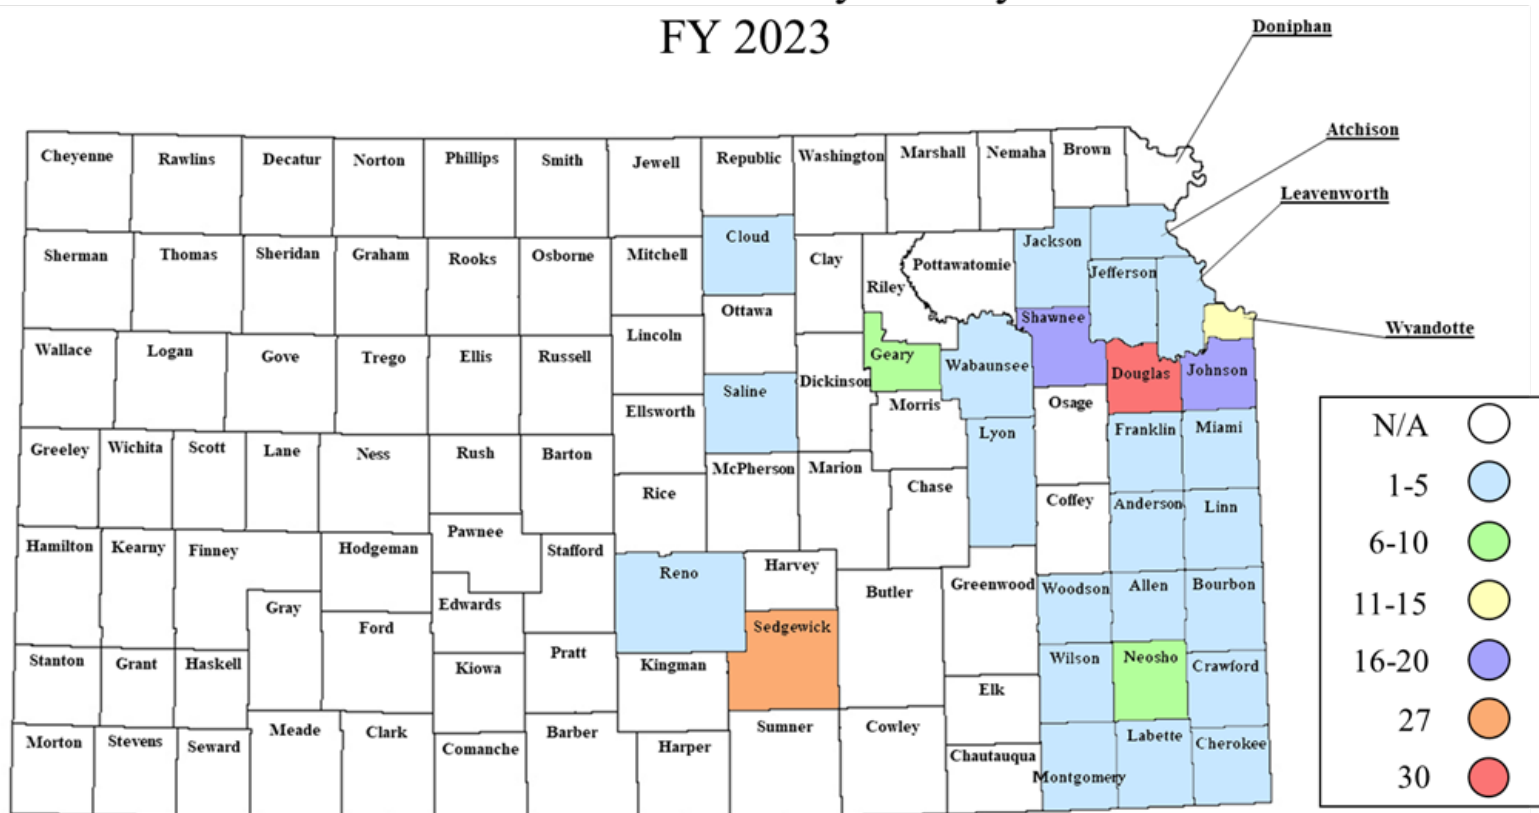 FY 2023
Doniphan
Atchison
Leavenworth
Wyandotte
Cheyenne Rawlins Decatur Norton Phillips Smith Jewell Republic Washington Marshall Nemaha Brown
Cloud
Sherman Thomas Sheridan Graham Rooks Osborne Mitchell Clay Riley Pottawatomie Jackson Jefferson
Ottawa
Shawnee
Wallace Logan Gove Trego Ellis Russell Lincoln Saline Dickinson Geary Wabaunsee Douglas Johnson
Ellsworth Morris Osage
Greeley Wichita Scott Lane Ness Rush Barton Rice McPherson Marion Chase Lyon Franklin Miami
Coffey Anderson Linn
Hamilton Kearny Finney Hodgeman Pawnee Stafford Reno Harvey Butler Greenwood Woodson Allen Bourbon
Gray Ford Edwards Sedgewick
Stanton Grant Haskell Kiowa Pratt Kingman Elk Wilson Neosho Crawford
Morton Stevens Seward Meade Clark Comanche Barber Harper Sumner Cowley Chautauqua Montgomery Labette Cherokee
N/A
1-5
6-10
11-15
16-20
27
30